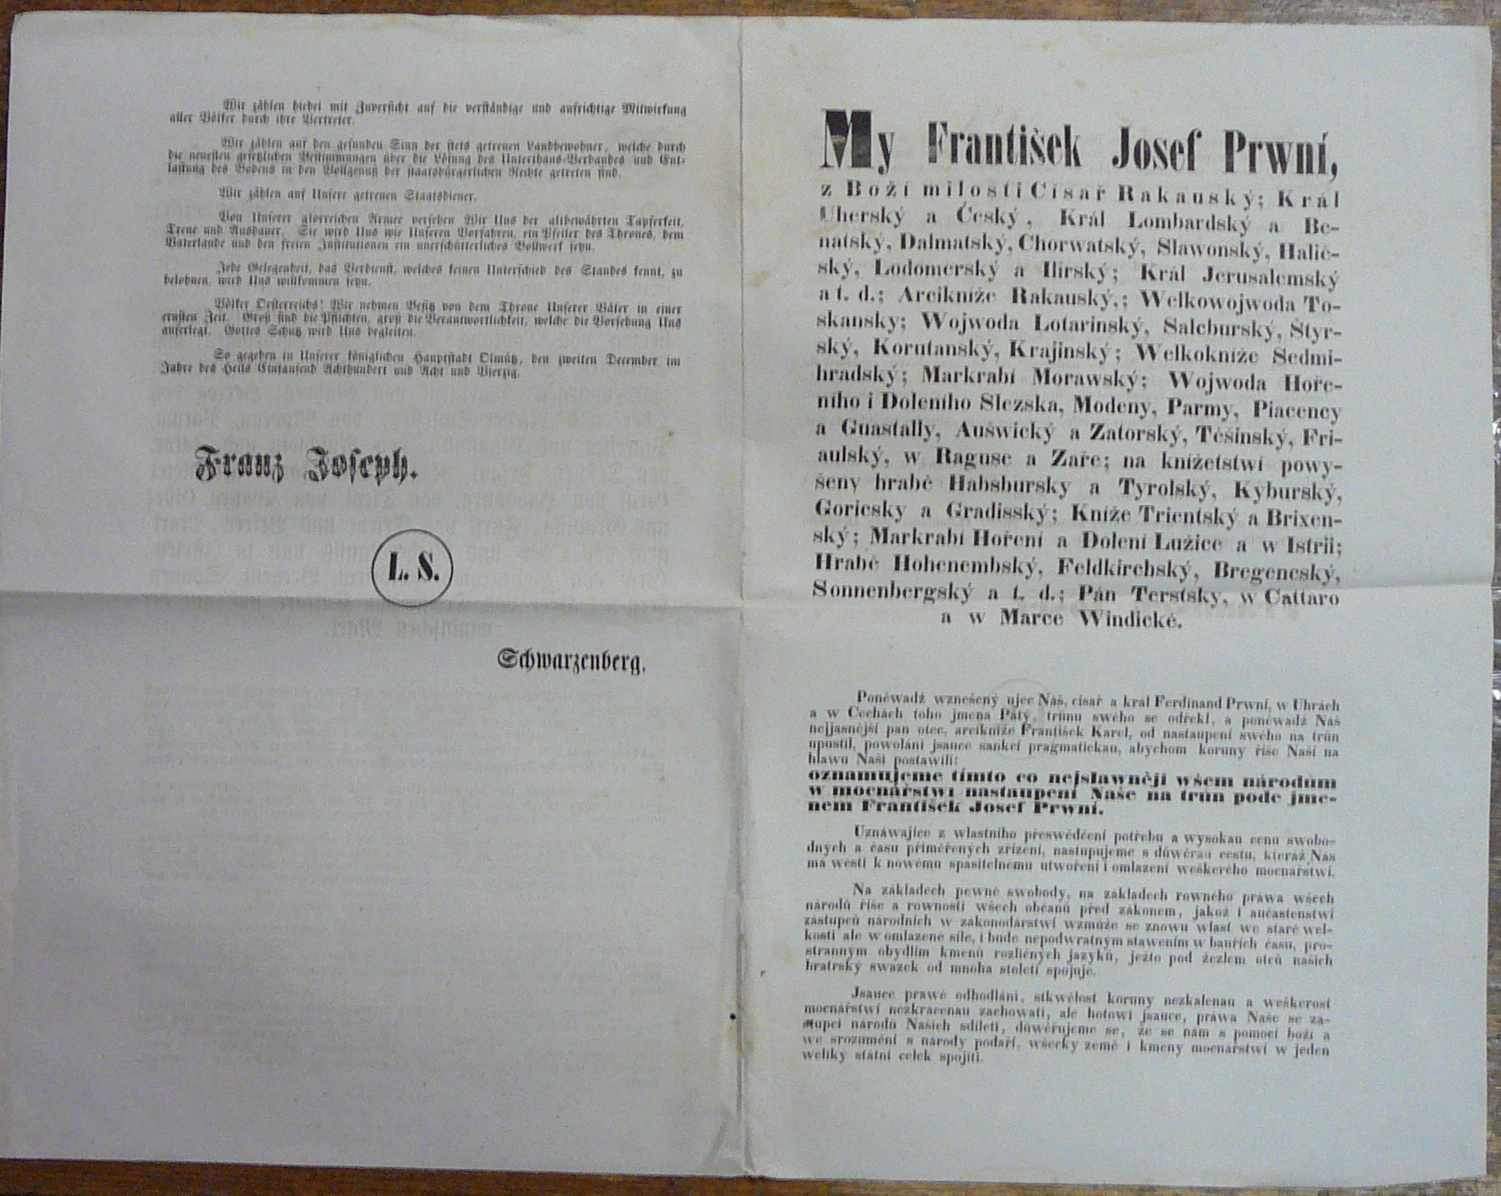 Wir zählen hiebei mit Zuversicht auf die verständige und aufrichtige Mitwirkung
aller Völker durch ihre Vertreter.
Wir zählen auf den gesunden Sinn der stets getreuen Landbewohner, welche durch
die neuesten gesetzlichen Bestimmungen über die Lösung des Unterthans-Verbandes und Ent-
lastung des Bodens in den Vollgenuß der staatsbürgerlichen Rechte getreten sind.
Wir zählen auf Unsere getreuen Staatsdiener.
Von Unserer glorreichen Armee versehen Wir Uns der altbewährten Tapferkeit,
Treue und Ausdauer. Sie wird Uns wie Unseren Vorfahren, ein Pfeiler des Thrones, dem
Vaterlande und den freien Institutionen ein unerschütterliches Bollwerk seyn.
Jede Gelegenheit, das Verdienst, welches keinen Unterschied des Standes kennt, zu
belohnen, wird Uns willkommen seyn.
Völker Oesterreichs! Wir nehmen Besitz von dem Throne Unserer Väter in einer
ernsten Zeit. Groß sind die Pflichten, groß die Verantwortlichkeit, welche die Vorsehung Uns
auferlegt. Gottes Schutz wird Uns begleiten.
So gegeben in Unserer königlichen Hauptstadt Olmütz, den zweiten December im
Jahre des Heils Eintausend Achthundert und Acht und Vierzig.
Franz Joseph.
L. S.
Schwarzenberg.
My František Josef Prwní,
z Boží milosti Císař Rakauský; Král
Uherský a Český, Král Lombardský a Be-
natský, Dalmatský, Chorwatský, Slawonský, Halič-
ský, Lodomerský a Ilirský; Král Jerusalemský
a t. d.; Arcikníže Rakauský,; Welkowojwoda To-
skansky; Wojwoda Lotarinský, Salcburský, Štyr-
ský, Korutanský, Krajinský; Welkokníže Sedmi-
hradský; Markrabí Morawský; Wojwoda Hoře-
ního i Doleního Slezska, Modeny, Parmy, Piacency
a Guastally, Aušwický a Zatorský, Těšinský, Fri-
aulský, w Raguse a Zaře; na knížetstwí powy-
šeny hrabě Habsbursky a Tyrolský, Kyburský,
Goricsky a Gradisský; Kníže Trientský a Brixen-
ský; Markrabí Hoření a Dolení Lužice a w Istrii;
Hrabě Hohenembský, Feldkirchský, Bregencský,
Sonnenbergský a t. d.; Pán Terstsky, w Cattaro
a w Marce Windické.
Poněwadž wznešený ujec Náš, císař a král Ferdinand Prwní, w Uhrách
a w Čechách toho jmena Pátý, trůnu swého se odřekl, a poněwadž Náš
nejjasnější pan otec, arcikníže František Karel, od nastaupení swého na trůn
upustil, powoláni jsauce sankcí pragmatickau, abychom koruny říše Naší na
hlawu Naši postawili:
oznamujeme tímto co nejslawněji wšem národům
w mocnářstwí nastaupení Naše na trůn pode jme-
nem František Josef Prwní.
Uznáwajíce z wlastního přeswědčení potřebu a wysokau cenu swobo-
dných a času přiměřených zřízení, nastupujeme s důwěrau cestu, kteráž Nás
má westi k nowému spasitelnému utwoření i omlazení weškerého mocnářstwí.
Na základech pewné swobody, na zakladech rowného práwa wšech
národů říše a rownosti wšech občanů před zákonem, jakož i aučastenstwí
zástupců národních w zákonodárstwí wzmůže se znowu wlast we staré wel-
kosti ale w omlazené síle, i bude nepodwratným stawením w bauřích času, pro-
stranným obydlím kmenů rozličných jazyků, ježto pod žezlem otců našich
bratrský swazek od mnoha století spojuje.
Jsauce prawě odhodláni, stkwělost koruny nezkalenau a weškerost
mocnářstwí nezkrácenau zachowati, ale hotowi jsauce, práwa Naše se zá-
stupci národů Našich sdíleti, důwěrujeme se, že se nám s pomocí boží a
we srozumění s národy podaří, wšecky země i kmeny mocnářstwí w jeden
weliky státní celek spojiti.